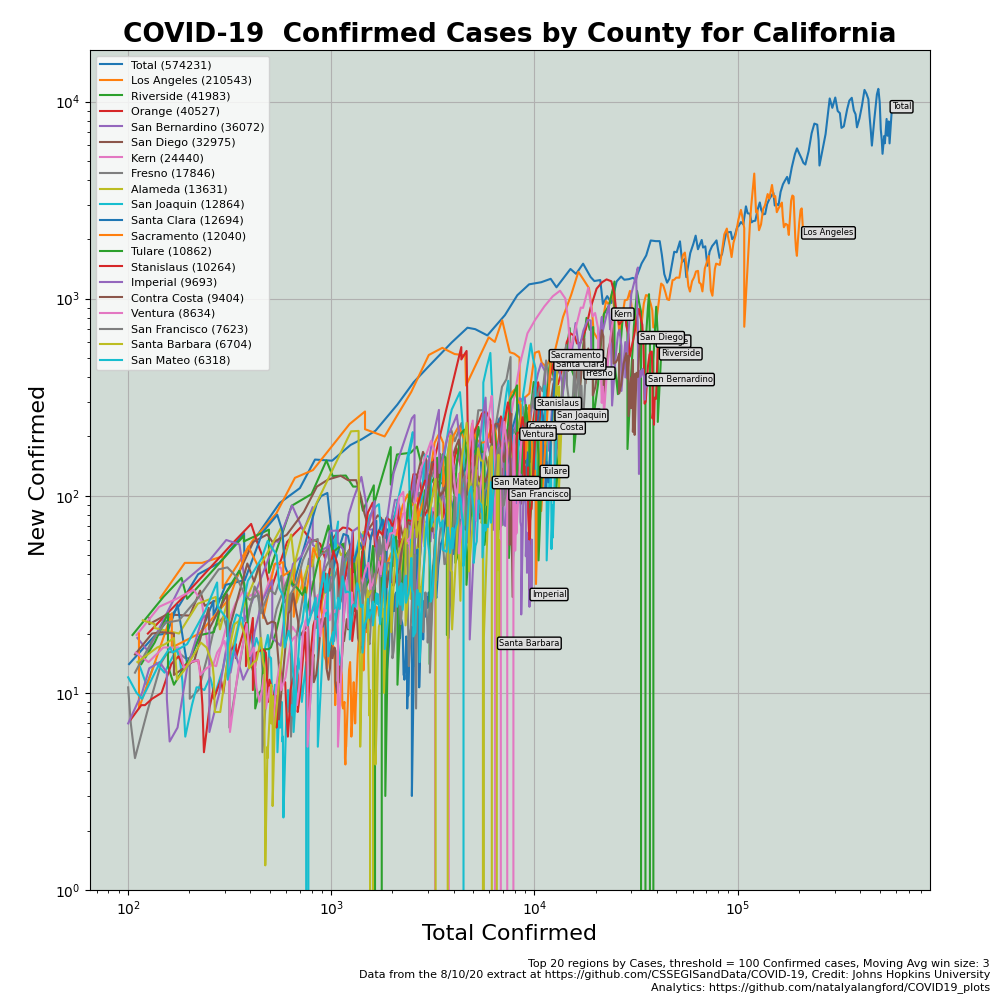 COVID-19  Confirmed Cases by County for California
Total (574231)
Los Angeles (210543)
Riverside (41983)
Orange (40527)
San Bernardino (36072)
San Diego (32975)
Kern (24440)
Fresno (17846)
Alameda (13631)
San Joaquin (12864)
Santa Clara (12694)
Sacramento (12040)
Tulare (10862)
Stanislaus (10264)
Imperial (9693)
Contra Costa (9404)
Ventura (8634)
San Francisco (7623)
Santa Barbara (6704)
San Mateo (6318)
10⁴
10³
10²
10¹
10⁰
New Confirmed
Total
Los Angeles
Kern
San Diego
Riverside
Sacramento
Santa Clara
Fresno
San Bernardino
Stanislaus
San Joaquin
Contra Costa
Ventura
Tulare
San Mateo
San Francisco
Imperial
Santa Barbara
10² 10³ 10⁴ 10⁵
Total Confirmed
Top 20 regions by Cases, threshold = 100 Confirmed cases, Moving Avg win size: 3
Data from the 8/10/20 extract at https://github.com/CSSEGISandData/COVID-19, Credit: Johns Hopkins University
Analytics: https://github.com/natalyalangford/COVID19_plots